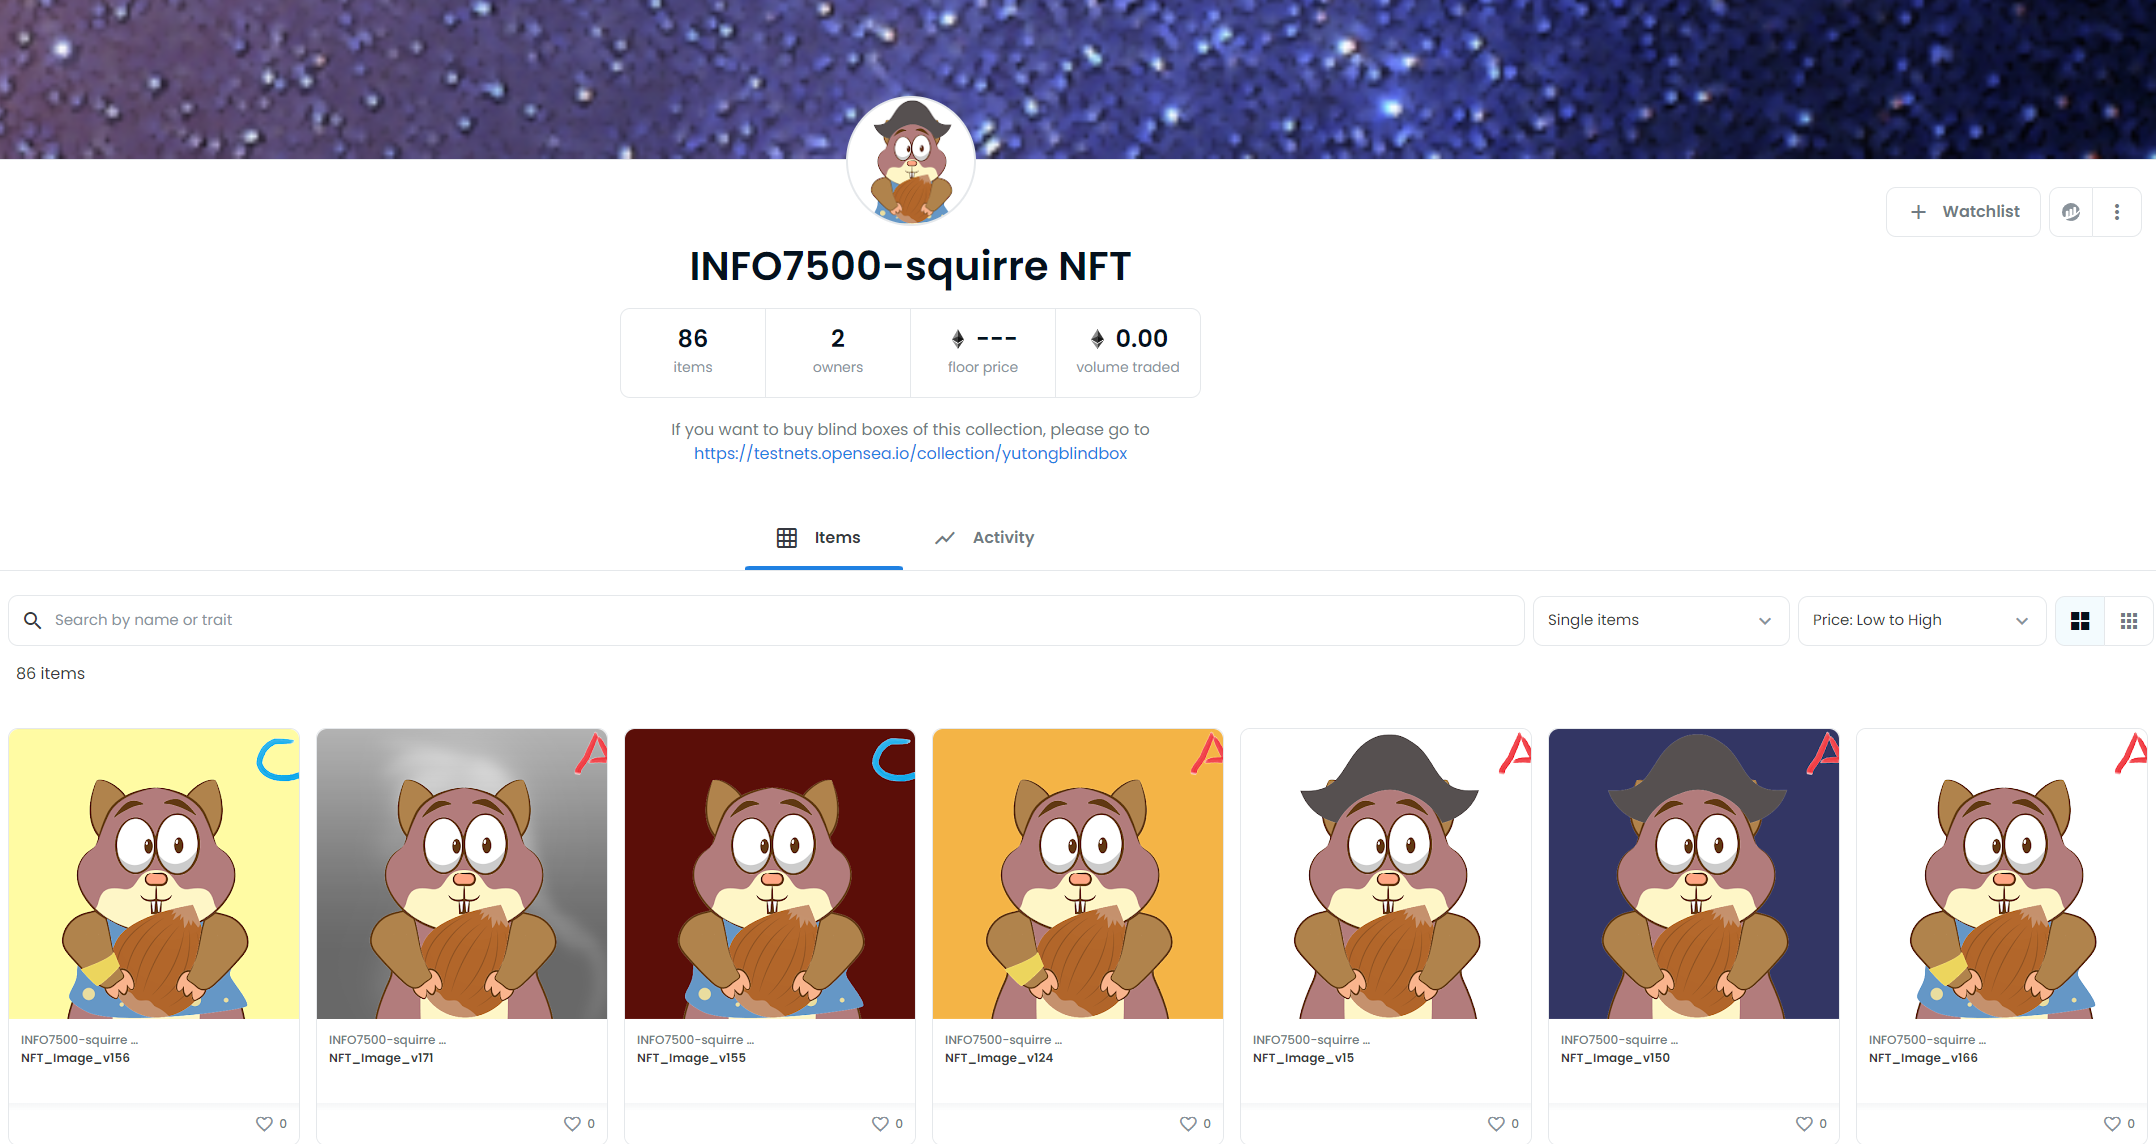 Watchlist
INFO7500-squirre NFT
86
items
2
owners
---
floor price
0.00
volume traded
If you want to buy blind boxes of this collection, please go to
https://testnets.opensea.io/collection/yutongblindbox
Items
Activity
Search by name or trait
Single items
Price: Low to High
86 items
C
A
C
A
A
A
A
INFO7500-squirre ...
NFT_Image_v156
0
INFO7500-squirre ...
NFT_Image_v171
0
INFO7500-squirre ...
NFT_Image_v155
0
INFO7500-squirre ...
NFT_Image_v124
0
INFO7500-squirre ...
NFT_Image_v15
0
INFO7500-squirre ...
NFT_Image_v150
0
INFO7500-squirre ...
NFT_Image_v166
0